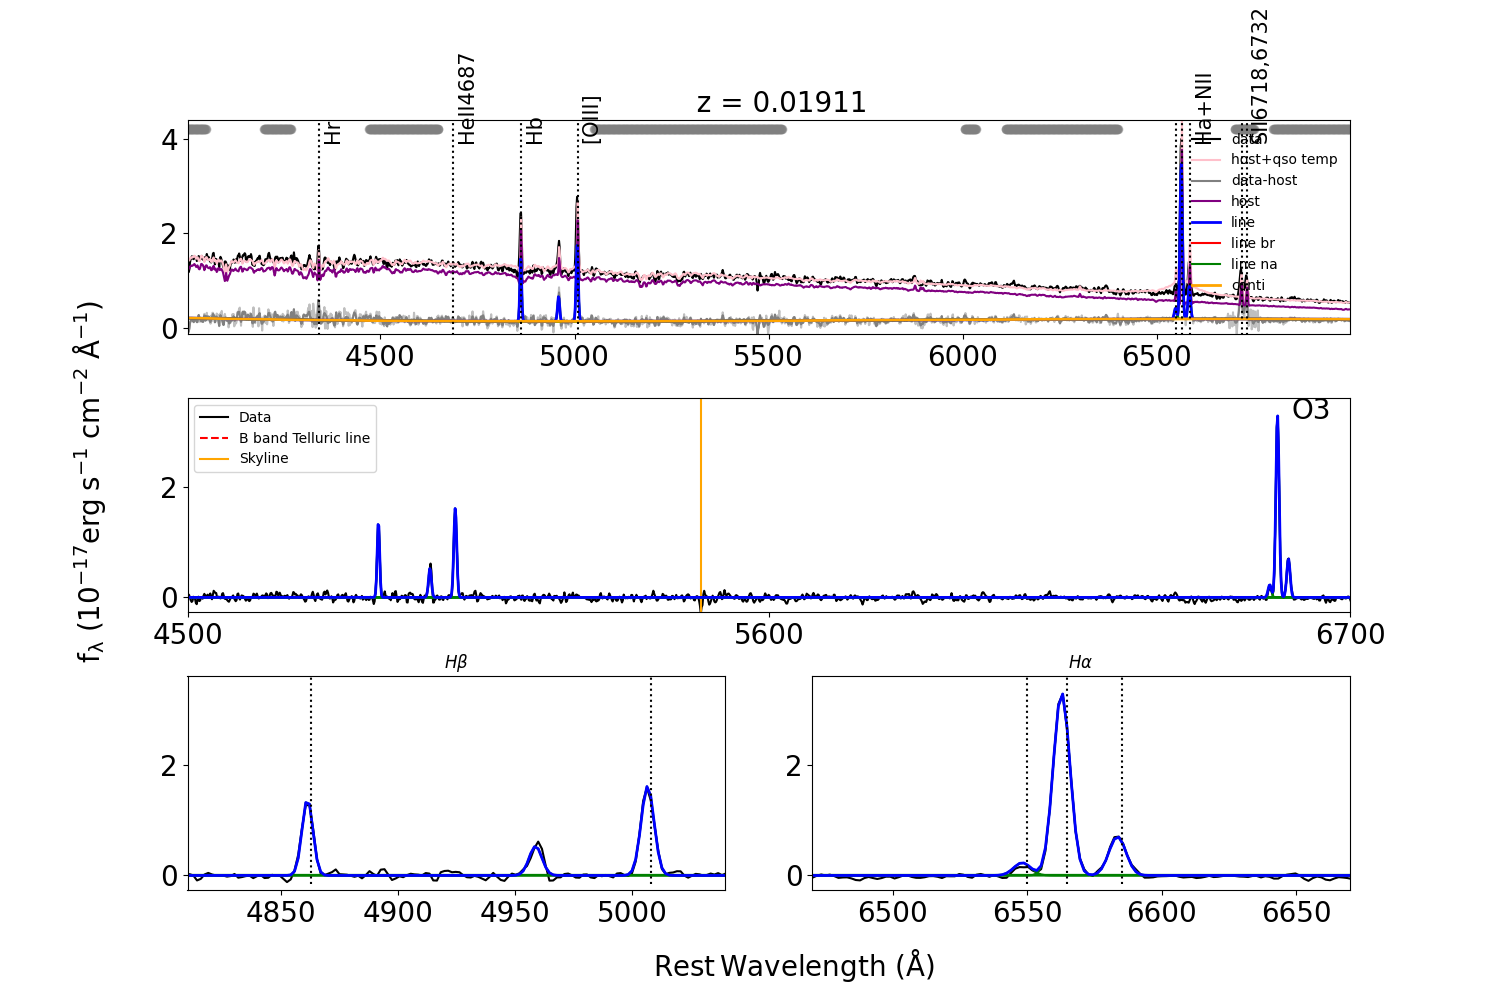 z = 0.01911
Hr
HeII4687
Hb
[OIII]
Ha+NII
SII6718,6732
data
host+qso temp
data-host
host
line
line br
line na
conti
4
2
0
4500 5000 5500 6000 6500
fλ (10⁻¹⁷erg s⁻¹ cm⁻² Å⁻¹)
Data
B band Telluric line
Skyline
O3
2
0
4500 5600 6700
Hβ
2
0
4850 4900 4950 5000
Hα
2
0
6500 6550 6600 6650
Rest Wavelength (Å)